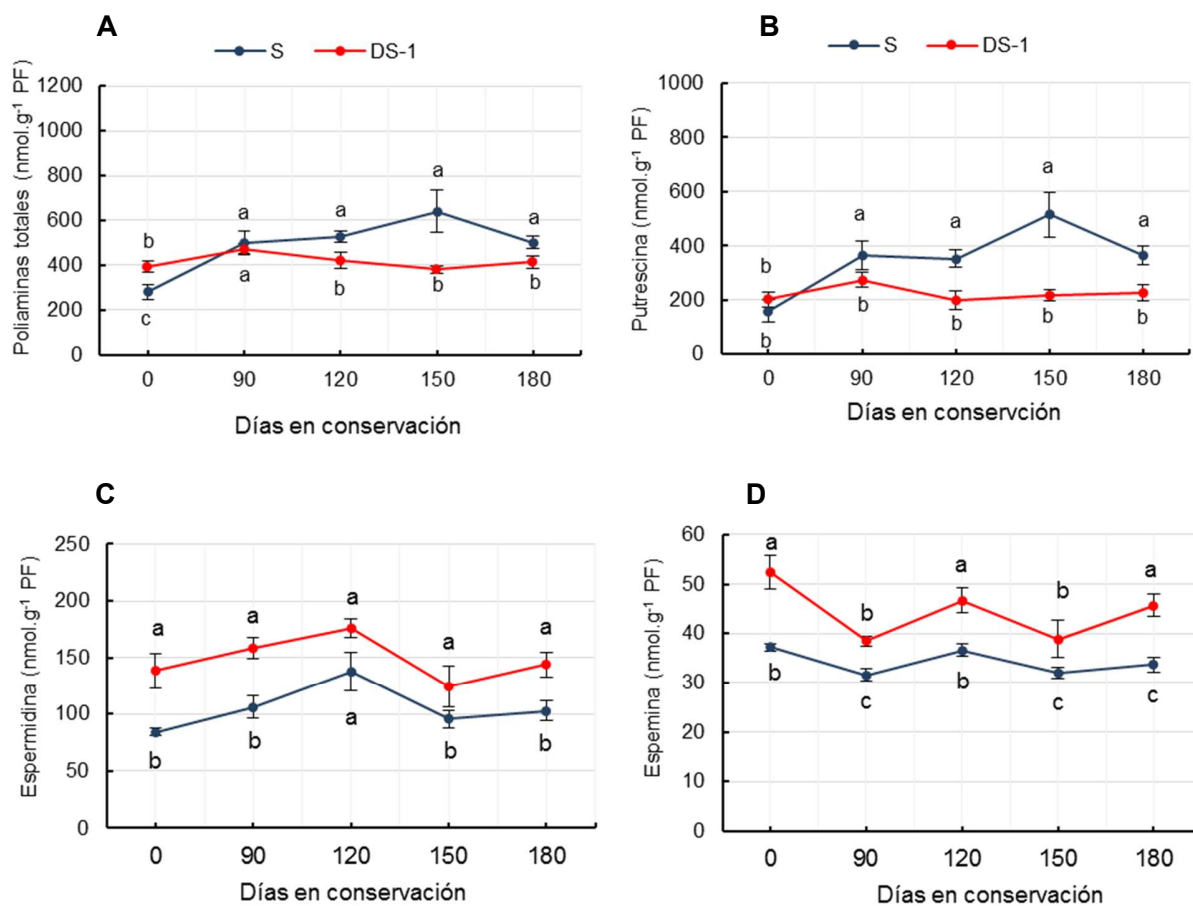 A
S DS-1
Poliaminas totales (nmol.g⁻¹ PF)
1200
1000
800
600
400
200
0
b a a a a
c a b b b
0 90 120 150 180
Días en conservación
B
S DS-1
Putrescina (nmol.g⁻¹ PF)
1000
800
600
400
200
0
b a a a a
b b b b b
0 90 120 150 180
Días en conservción
C
Espermidina (nmol.g⁻¹ PF)
250
200
150
100
50
0
a a a a a
b b a b b
0 90 120 150 180
Días en conservación
D
Espemina (nmol.g⁻¹ PF)
60
50
40
30
20
10
0
a b a b a
b c b c c
0 90 120 150 180
Días en conservación